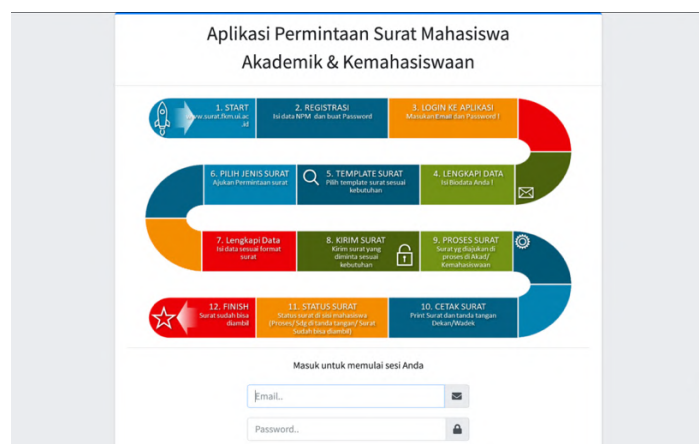 Aplikasi Permintaan Surat Mahasiswa
Akademik & Kemahasiswaan
1. START
www.surat.fkm.ui.ac
.id
2. REGISTRASI
Isi data NPM dan buat Password
3. LOGIN KE APLIKASI
Masukan Email dan Password !
4. LENGKAPI DATA
Isi Biodata Anda !
5. TEMPLATE SURAT
Pilih template surat sesuai
kebutuhan
6. PILIH JENIS SURAT
Ajukan Permintaan surat
7. Lengkapi Data
Isi data sesuai format
surat
8. KIRIM SURAT
Kirim surat yang
diminta sesuai
kebutuhan
9. PROSES SURAT
Surat yg diajukan di
proses di Akad/
Kemahasiswaan
10. CETAK SURAT
Print Surat dan tanda tangan
Dekan/Wadek
11. STATUS SURAT
Status surat di sisi mahasiswa
(Proses/ Sdg di tanda tangan/ Surat
Sudah bisa diambil)
12. FINISH
Surat sudah bisa
diambil
Masuk untuk memulai sesi Anda
Email..
Password..